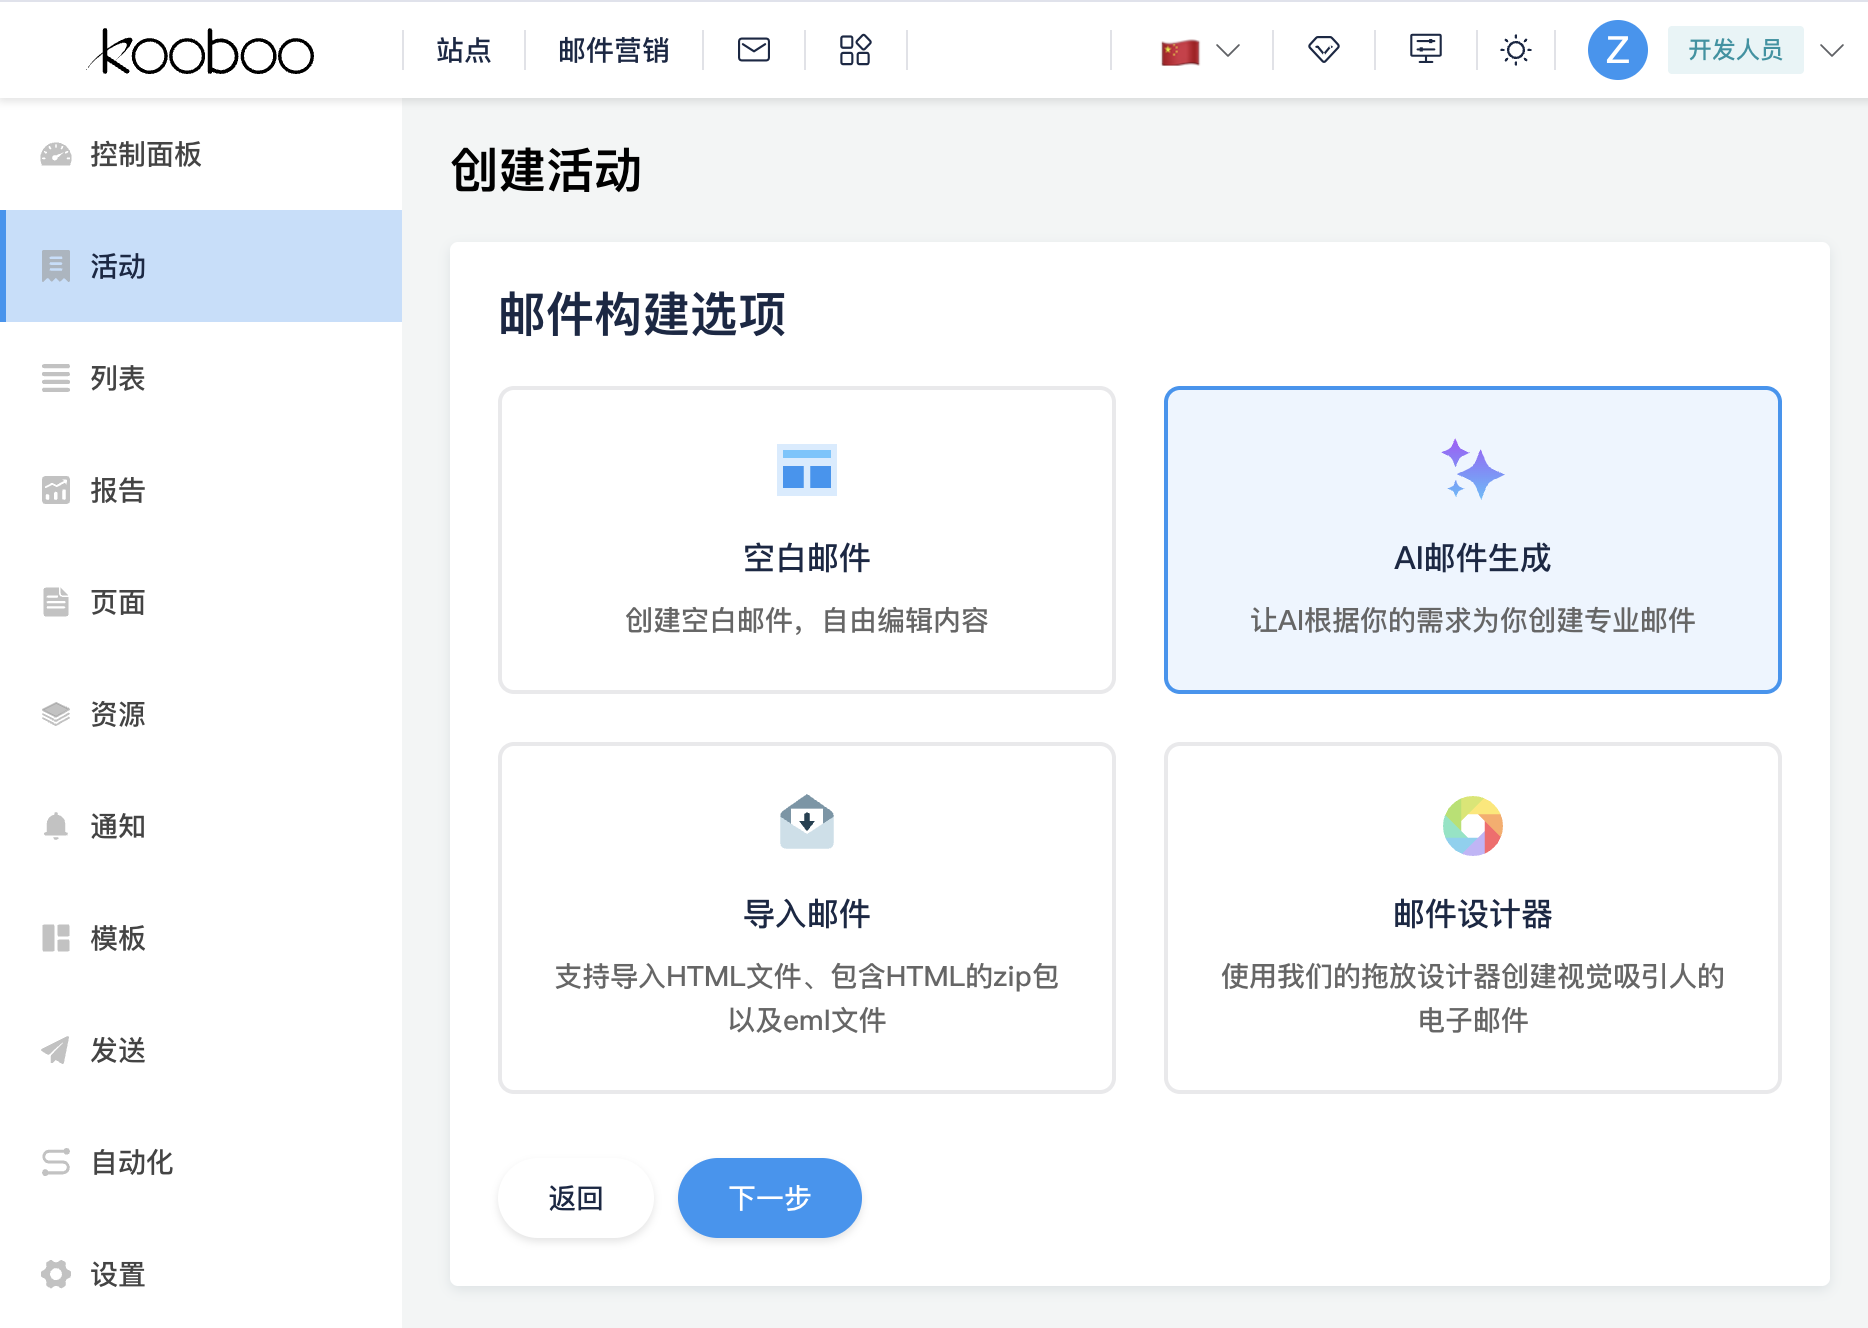 kooboo
站点
邮件营销
Z
开发人员
控制面板
活动
列表
报告
页面
资源
通知
模板
发送
自动化
设置
创建活动
邮件构建选项
空白邮件
创建空白邮件，自由编辑内容
AI邮件生成
让AI根据你的需求为你创建专业邮件
导入邮件
支持导入HTML文件、包含HTML的zip包
以及eml文件
邮件设计器
使用我们的拖放设计器创建视觉吸引人的
电子邮件
返回
下一步